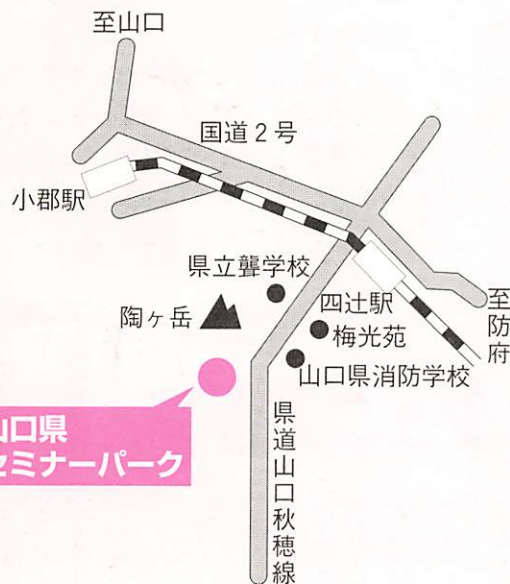 至山口
国道2号
小郡駅
県立聾学校
四辻駅
至防府
陶ヶ岳
梅光苑
山口県消防学校
山口県
セミナーパーク
県道山口秋穂線